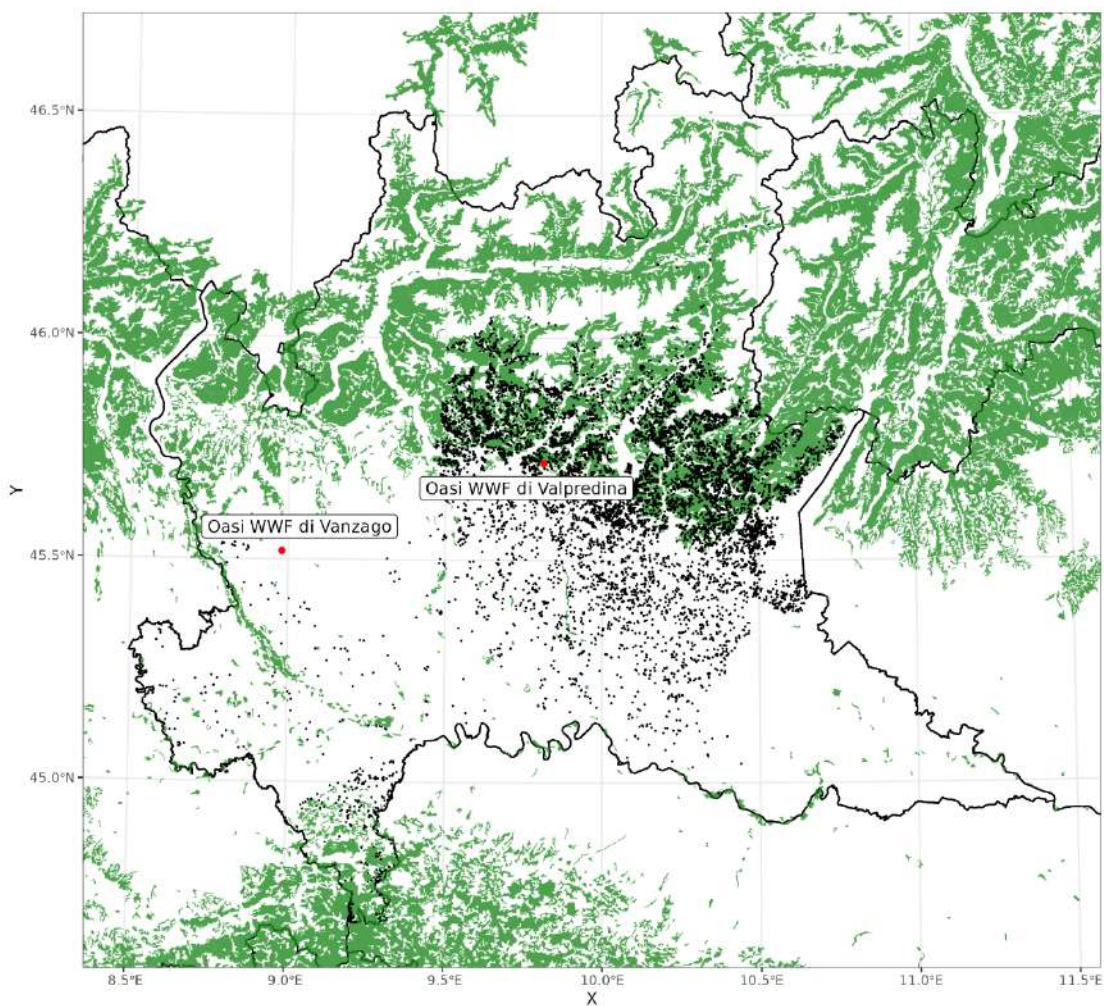 46.5°N
46.0°N
Oasi WWF di Valpredina
Oasi WWF di Vanzago
45.5°N
45.0°N
Y
8.5°E 9.0°E 9.5°E 10.0°E 10.5°E 11.0°E 11.5°E
X